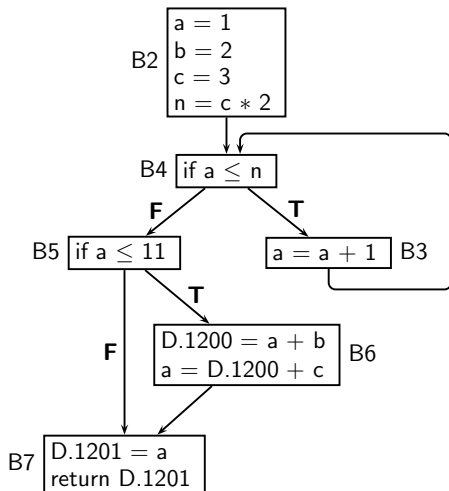 B2
a = 1
b = 2
c = 3
n = c * 2
B4
if a ≤ n
F
T
B5
if a ≤ 11
a = a + 1
B3
T
F
D.1200 = a + b
a = D.1200 + c
B6
B7
D.1201 = a
return D.1201